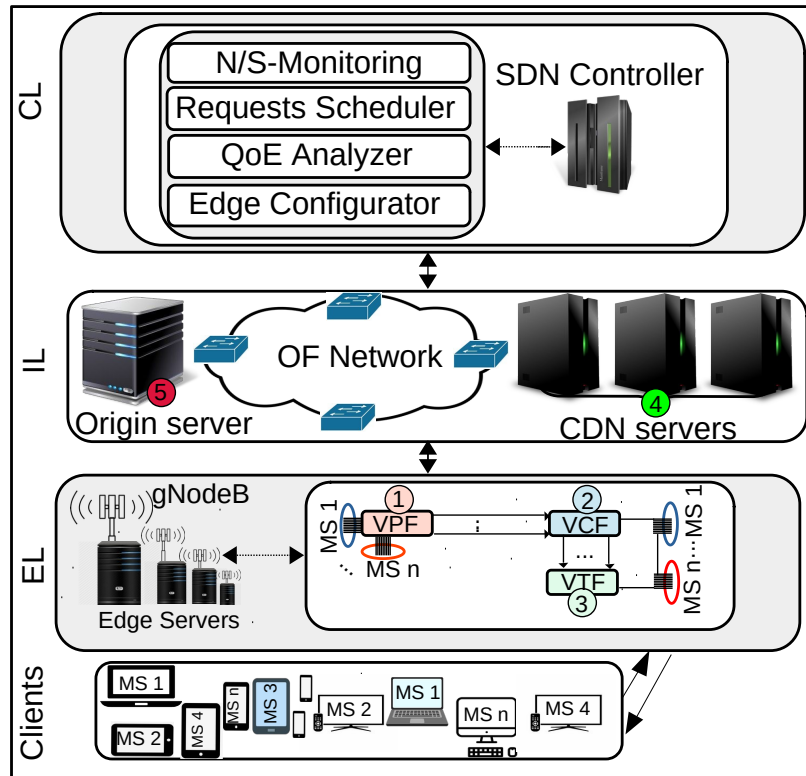 CL
N/S-Monitoring
Requests Scheduler
QoE Analyzer
Edge Configurator
SDN Controller
IL
OF Network
5
Origin server
4
CDN servers
EL
gNodeB
Edge Servers
MS 1
1
VPF
MS n
...
:
2
VCF
...
VTF
3
MS 1
...
MS n
Clients
MS 1
MS 2
MS 4
MS n
MS 3
MS 2
MS 1
MS n
MS 4